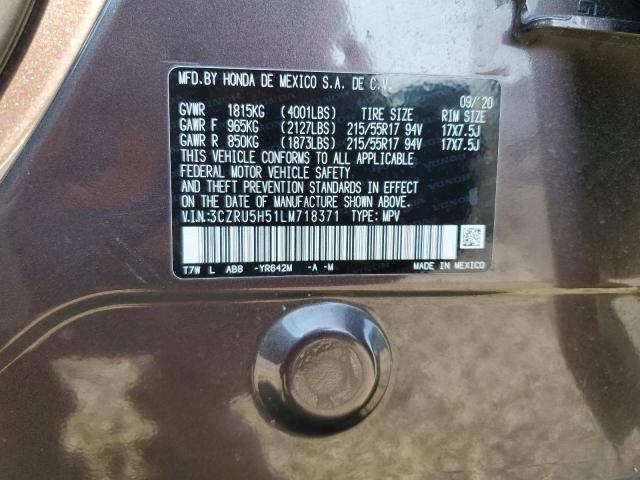 MFD.BY HONDA DE MEXICO S.A. DE C.V. 09/'20
GVWR 1815KG (4001LBS) TIRE SIZE RIM SIZE
GAWR F 965KG (2127LBS) 215/55R17 94V 17X7.5J
GAWR R 850KG (1873LBS) 215/55R17 94V 17X7.5J
THIS VEHICLE CONFORMS TO ALL APPLICABLE
FEDERAL MOTOR VEHICLE SAFETY
AND THEFT PREVENTION STANDARDS IN EFFECT
ON THE DATE OF MANUFACTURE SHOWN ABOVE.
V.I.N.:3CZRU5H51LM718371 TYPE: MPV
T7W L AB8 -YR642M -A -M MADE IN MEXICO